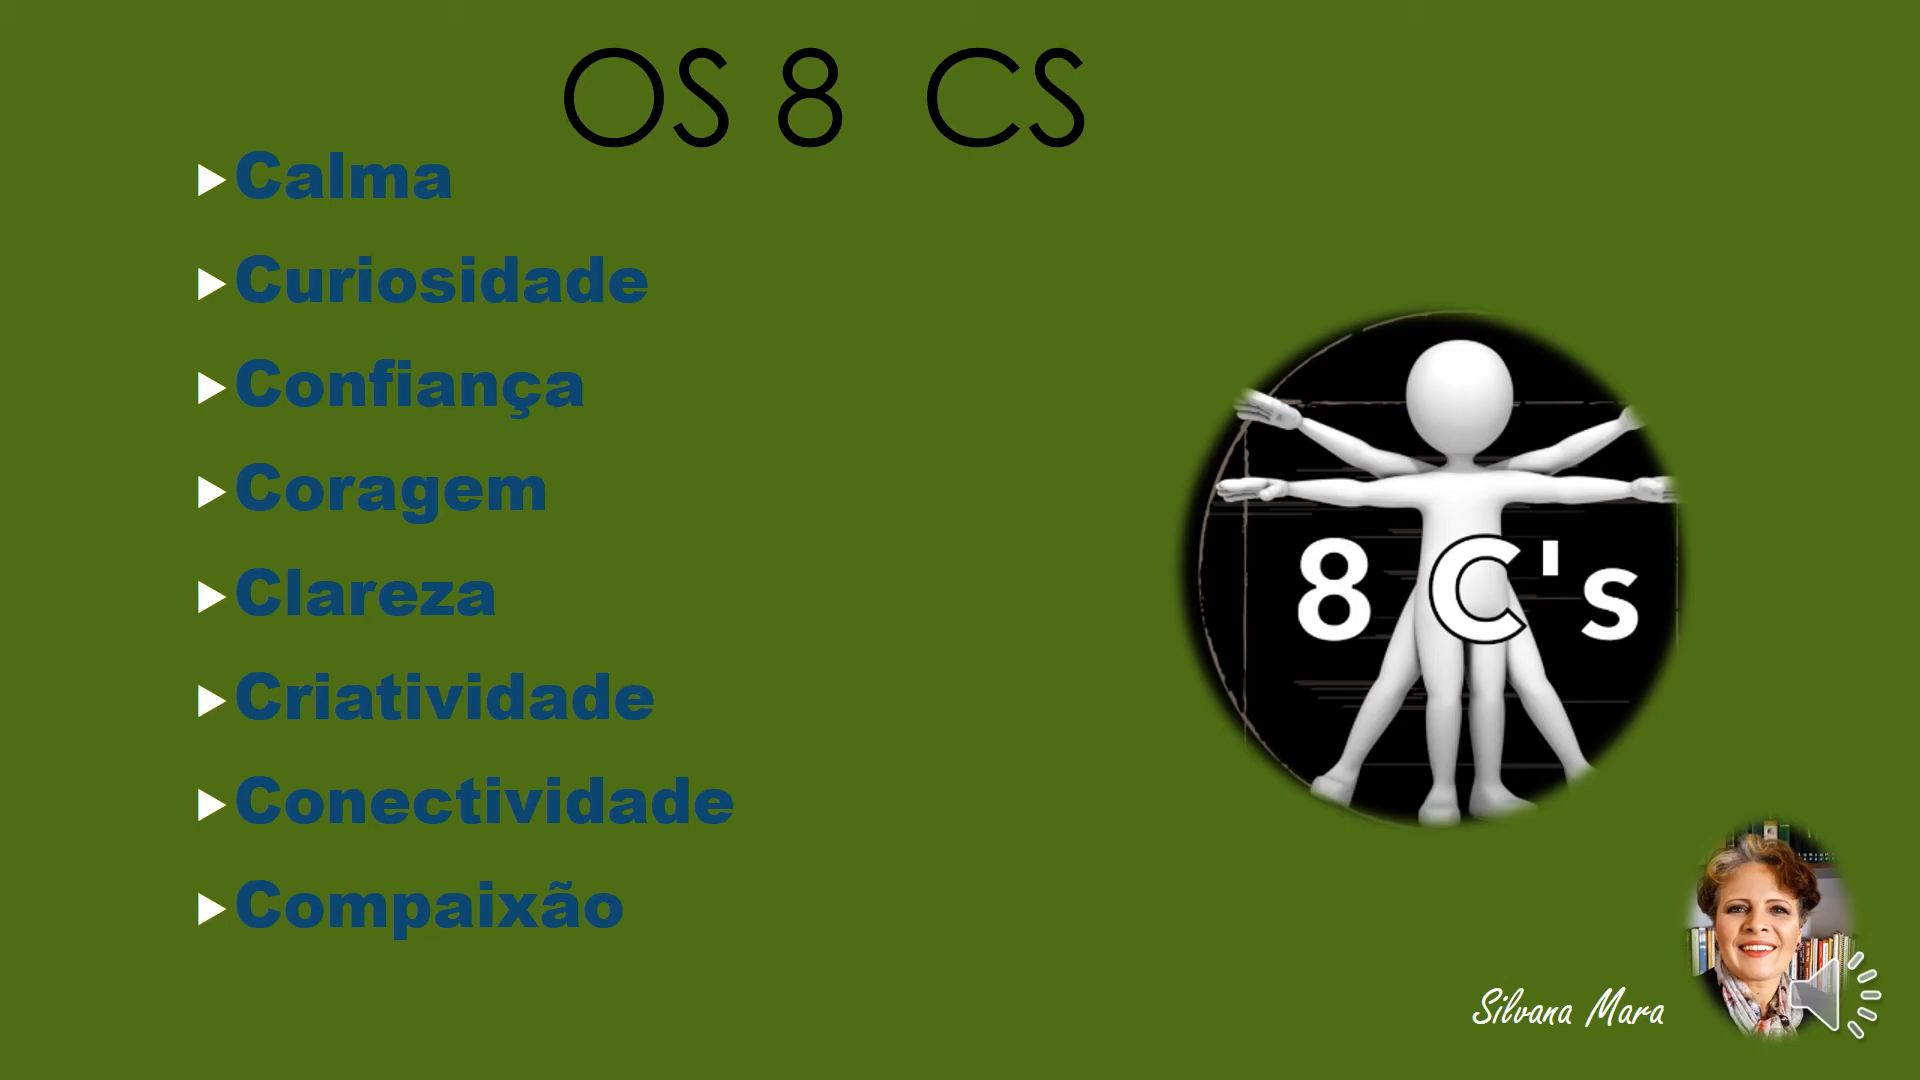 OS 8 CS
Calma
Curiosidade
Confiança
Coragem
Clareza
Criatividade
Conectividade
Compaixão
8 C's
Silvana Mara